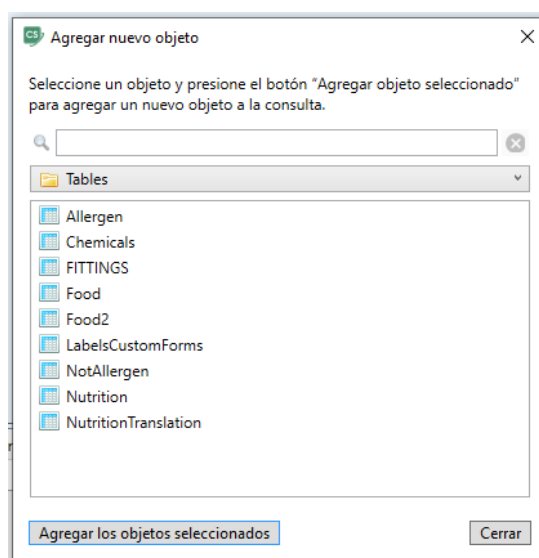 CS
Agregar nuevo objeto
Seleccione un objeto y presione el botón “Agregar objeto seleccionado”
para agregar un nuevo objeto a la consulta.
Tables
Allergen
Chemicals
FITTINGS
Food
Food2
LabelsCustomForms
NotAllergen
Nutrition
NutritionTranslation
Agregar los objetos seleccionados
Cerrar